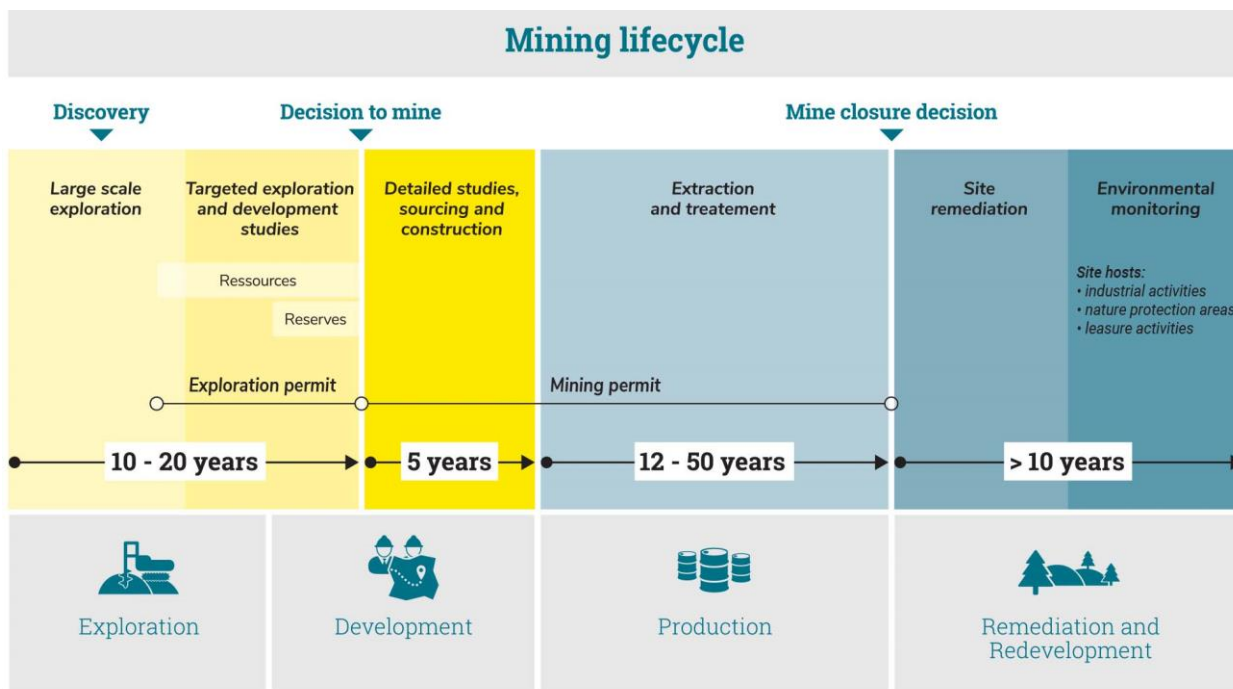 Mining lifecycle
Discovery
Decision to mine
Mine closure decision
Large scale
exploration
Targeted exploration
and development
studies
Detailed studies,
sourcing and
construction
Extraction
and treatement
Site
remediation
Environmental
monitoring
Ressources
Reserves
Site hosts:
• industrial activities
• nature protection areas
• leasure activities
Exploration permit
Mining permit
10 - 20 years
5 years
12 - 50 years
> 10 years
Exploration
Development
Production
Remediation and
Redevelopment